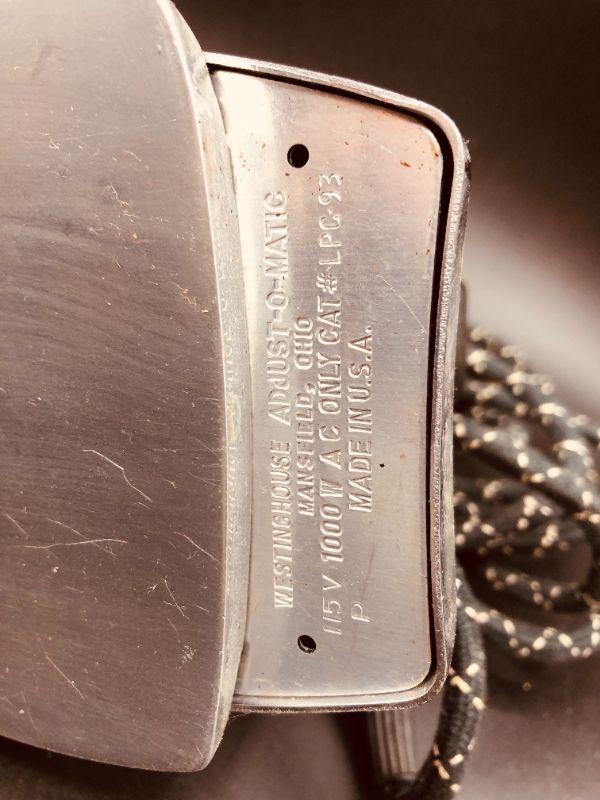 WESTINGHOUSE ADJUST-O-MATIC
MANSFIELD, OHIO
115 V 1000 W A C ONLY CAT# LPC-93
P MADE IN U.S.A.